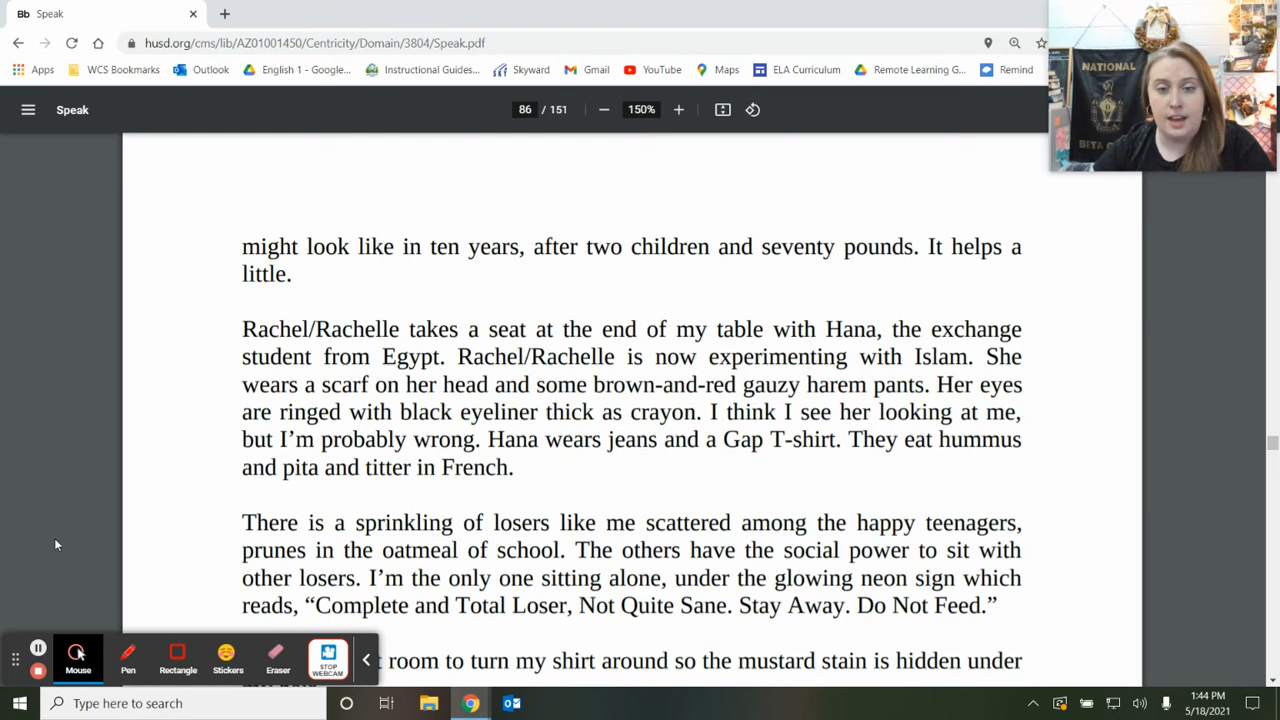 Bb Speak
husd.org/cms/lib/AZ01001450/Centricity/Domain/3804/Speak.pdf
Apps WCS Bookmarks Outlook English 1 - Google... Instructional Guides... Skyward Gmail YouTube Maps ELA Curriculum Remote Learning G... Remind
Speak 86 / 151 150%
NATIONAL
might look like in ten years, after two children and seventy pounds. It helps a
little.
Rachel/Rachelle takes a seat at the end of my table with Hana, the exchange
student from Egypt. Rachel/Rachelle is now experimenting with Islam. She
wears a scarf on her head and some brown-and-red gauzy harem pants. Her eyes
are ringed with black eyeliner thick as crayon. I think I see her looking at me,
but I’m probably wrong. Hana wears jeans and a Gap T-shirt. They eat hummus
and pita and titter in French.
There is a sprinkling of losers like me scattered among the happy teenagers,
prunes in the oatmeal of school. The others have the social power to sit with
other losers. I’m the only one sitting alone, under the glowing neon sign which
reads, “Complete and Total Loser, Not Quite Sane. Stay Away. Do Not Feed.”
room to turn my shirt around so the mustard stain is hidden under
Mouse Pen Rectangle Stickers Eraser STOP WEBCAM
Type here to search
1:44 PM
5/18/2021